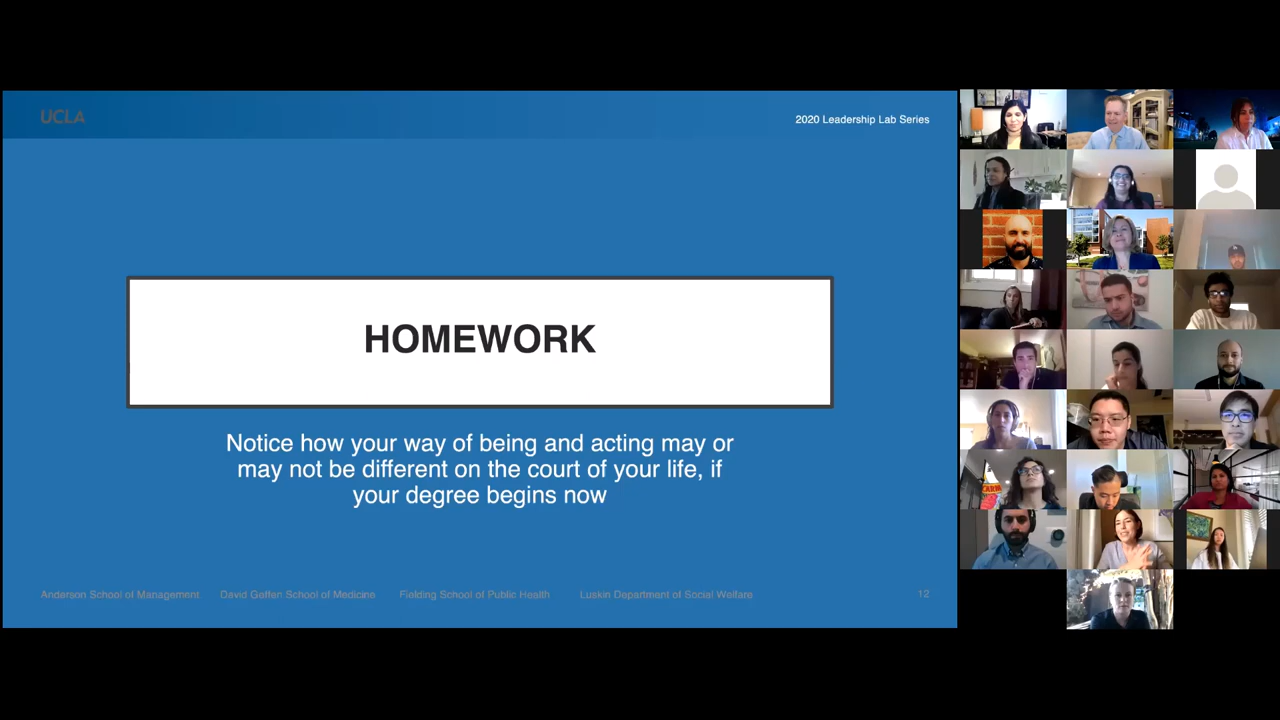 UCLA
2020 Leadership Lab Series
HOMEWORK
Notice how your way of being and acting may or
may not be different on the court of your life, if
your degree begins now
Anderson School of Management David Geffen School of Medicine Fielding School of Public Health Luskin Department of Social Welfare 12